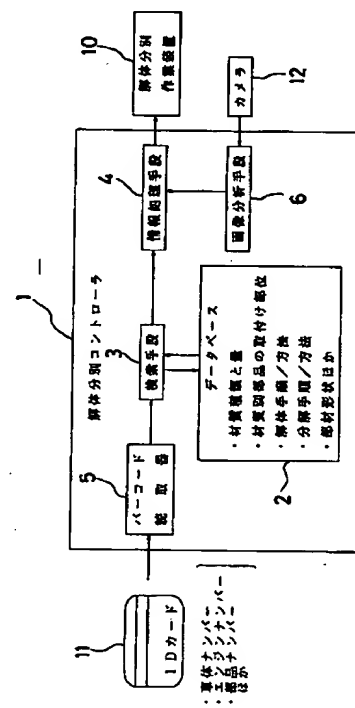 1
解体分別コントローラ
11
IDカード
・車体ナンバー
・エンジンナンバー
・部品ナンバー
ほか
5
バーコード
読取器
3
検索手段
4
情報処理手段
10
解体分別
作業装置
2
データベース
・材質種類と量
・材質別部品の取付け部位
・解体手順／方法
・分解手順／方法
・部材形状ほか
6
画像分析手段
12
カメラ